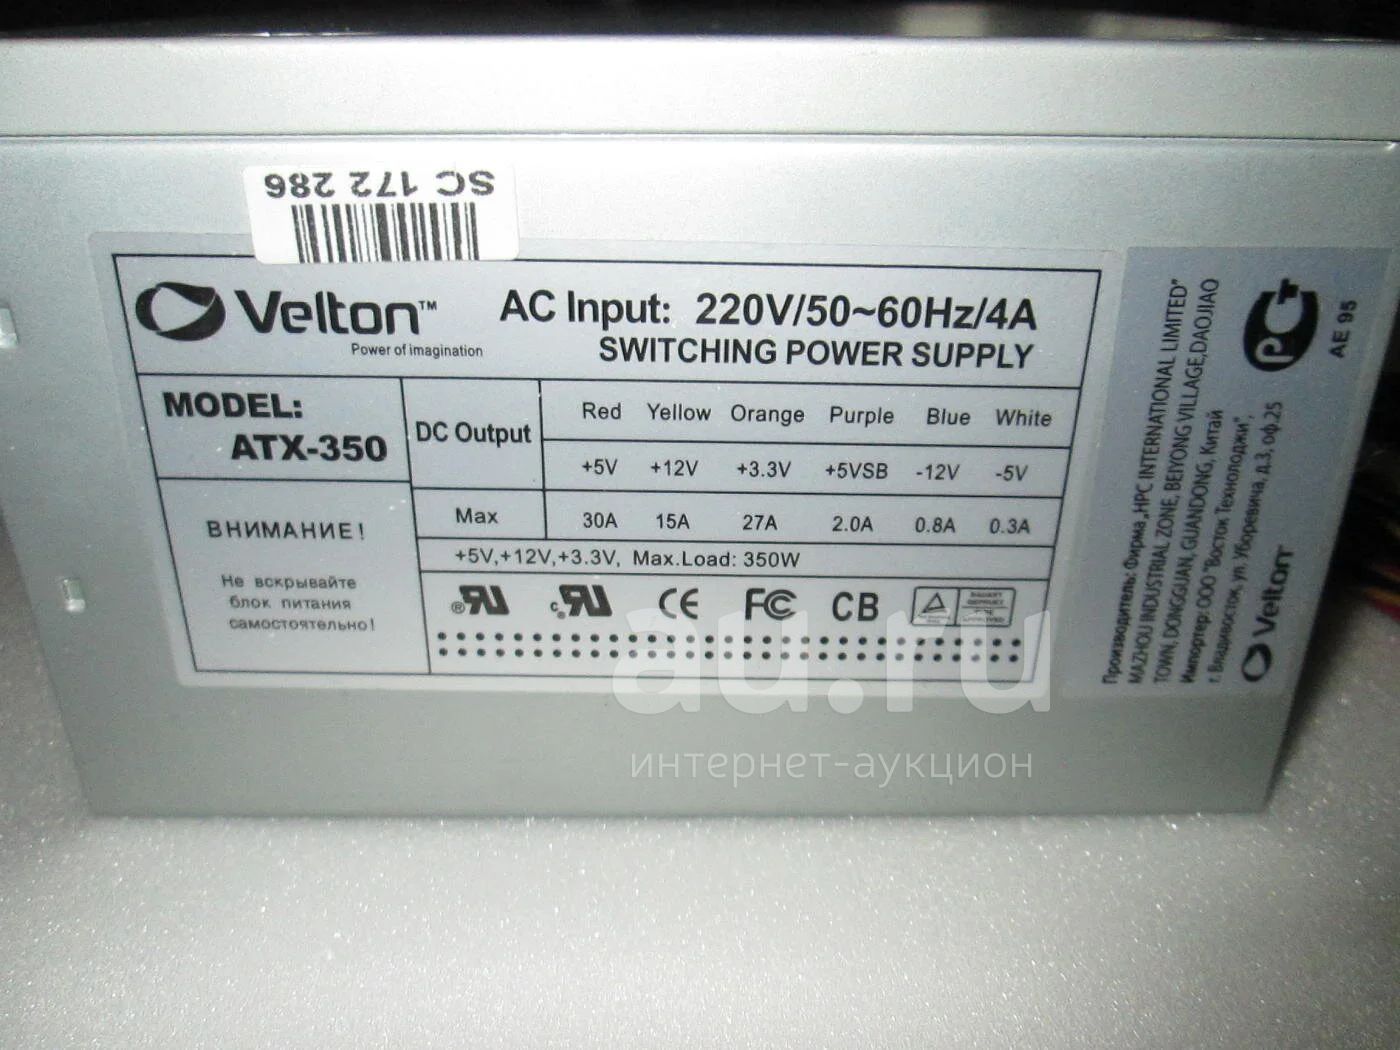 SC 172 286
Velton™
Power of imagination
AC Input: 220V/50~60Hz/4A
SWITCHING POWER SUPPLY
MODEL:
ATX-350
DC Output
Red Yellow Orange Purple Blue White
+5V +12V +3.3V +5VSB -12V -5V
Max 30A 15A 27A 2.0A 0.8A 0.3A
+5V,+12V,+3.3V, Max.Load: 350W
ВНИМАНИЕ!
Не вскрывайте
блок питания
самостоятельно!
CE FC CB
Производитель: Фирма „HPC INTERNATIONAL LIMITED"
MAZHOU INDUSTRIAL ZONE, BEIYONG VILLAGE,DAOJIAO
TOWN, DONGGUAN, GUANDONG, Китай
Импортер: ООО "Восток Технолоджи",
г. Владивосток, ул. Уборевича, д.3, оф.25
Velton
РСТ
АЕ 95
au.ru
интернет-аукцион